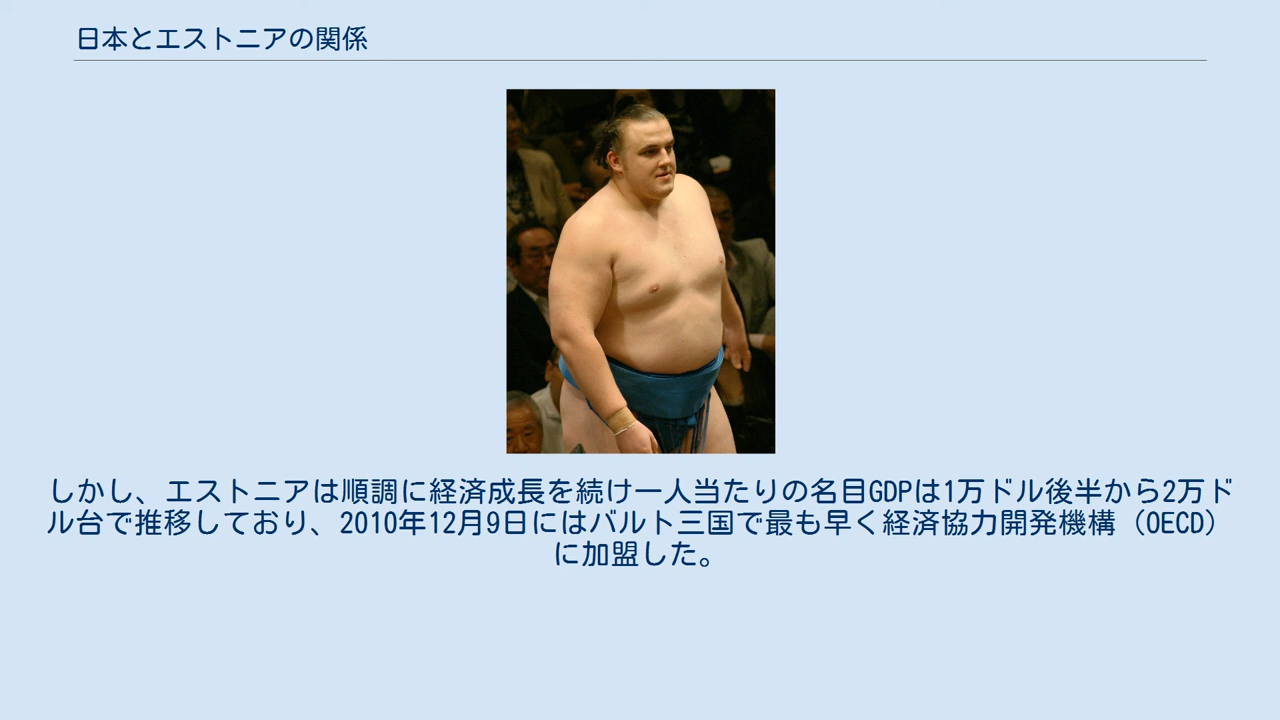 日本とエストニアの関係
しかし、エストニアは順調に経済成長を続け一人当たりの名目GDPは1万ドル後半から2万ド
ル台で推移しており、2010年12月9日にはバルト三国で最も早く経済協力開発機構（OECD）
に加盟した。